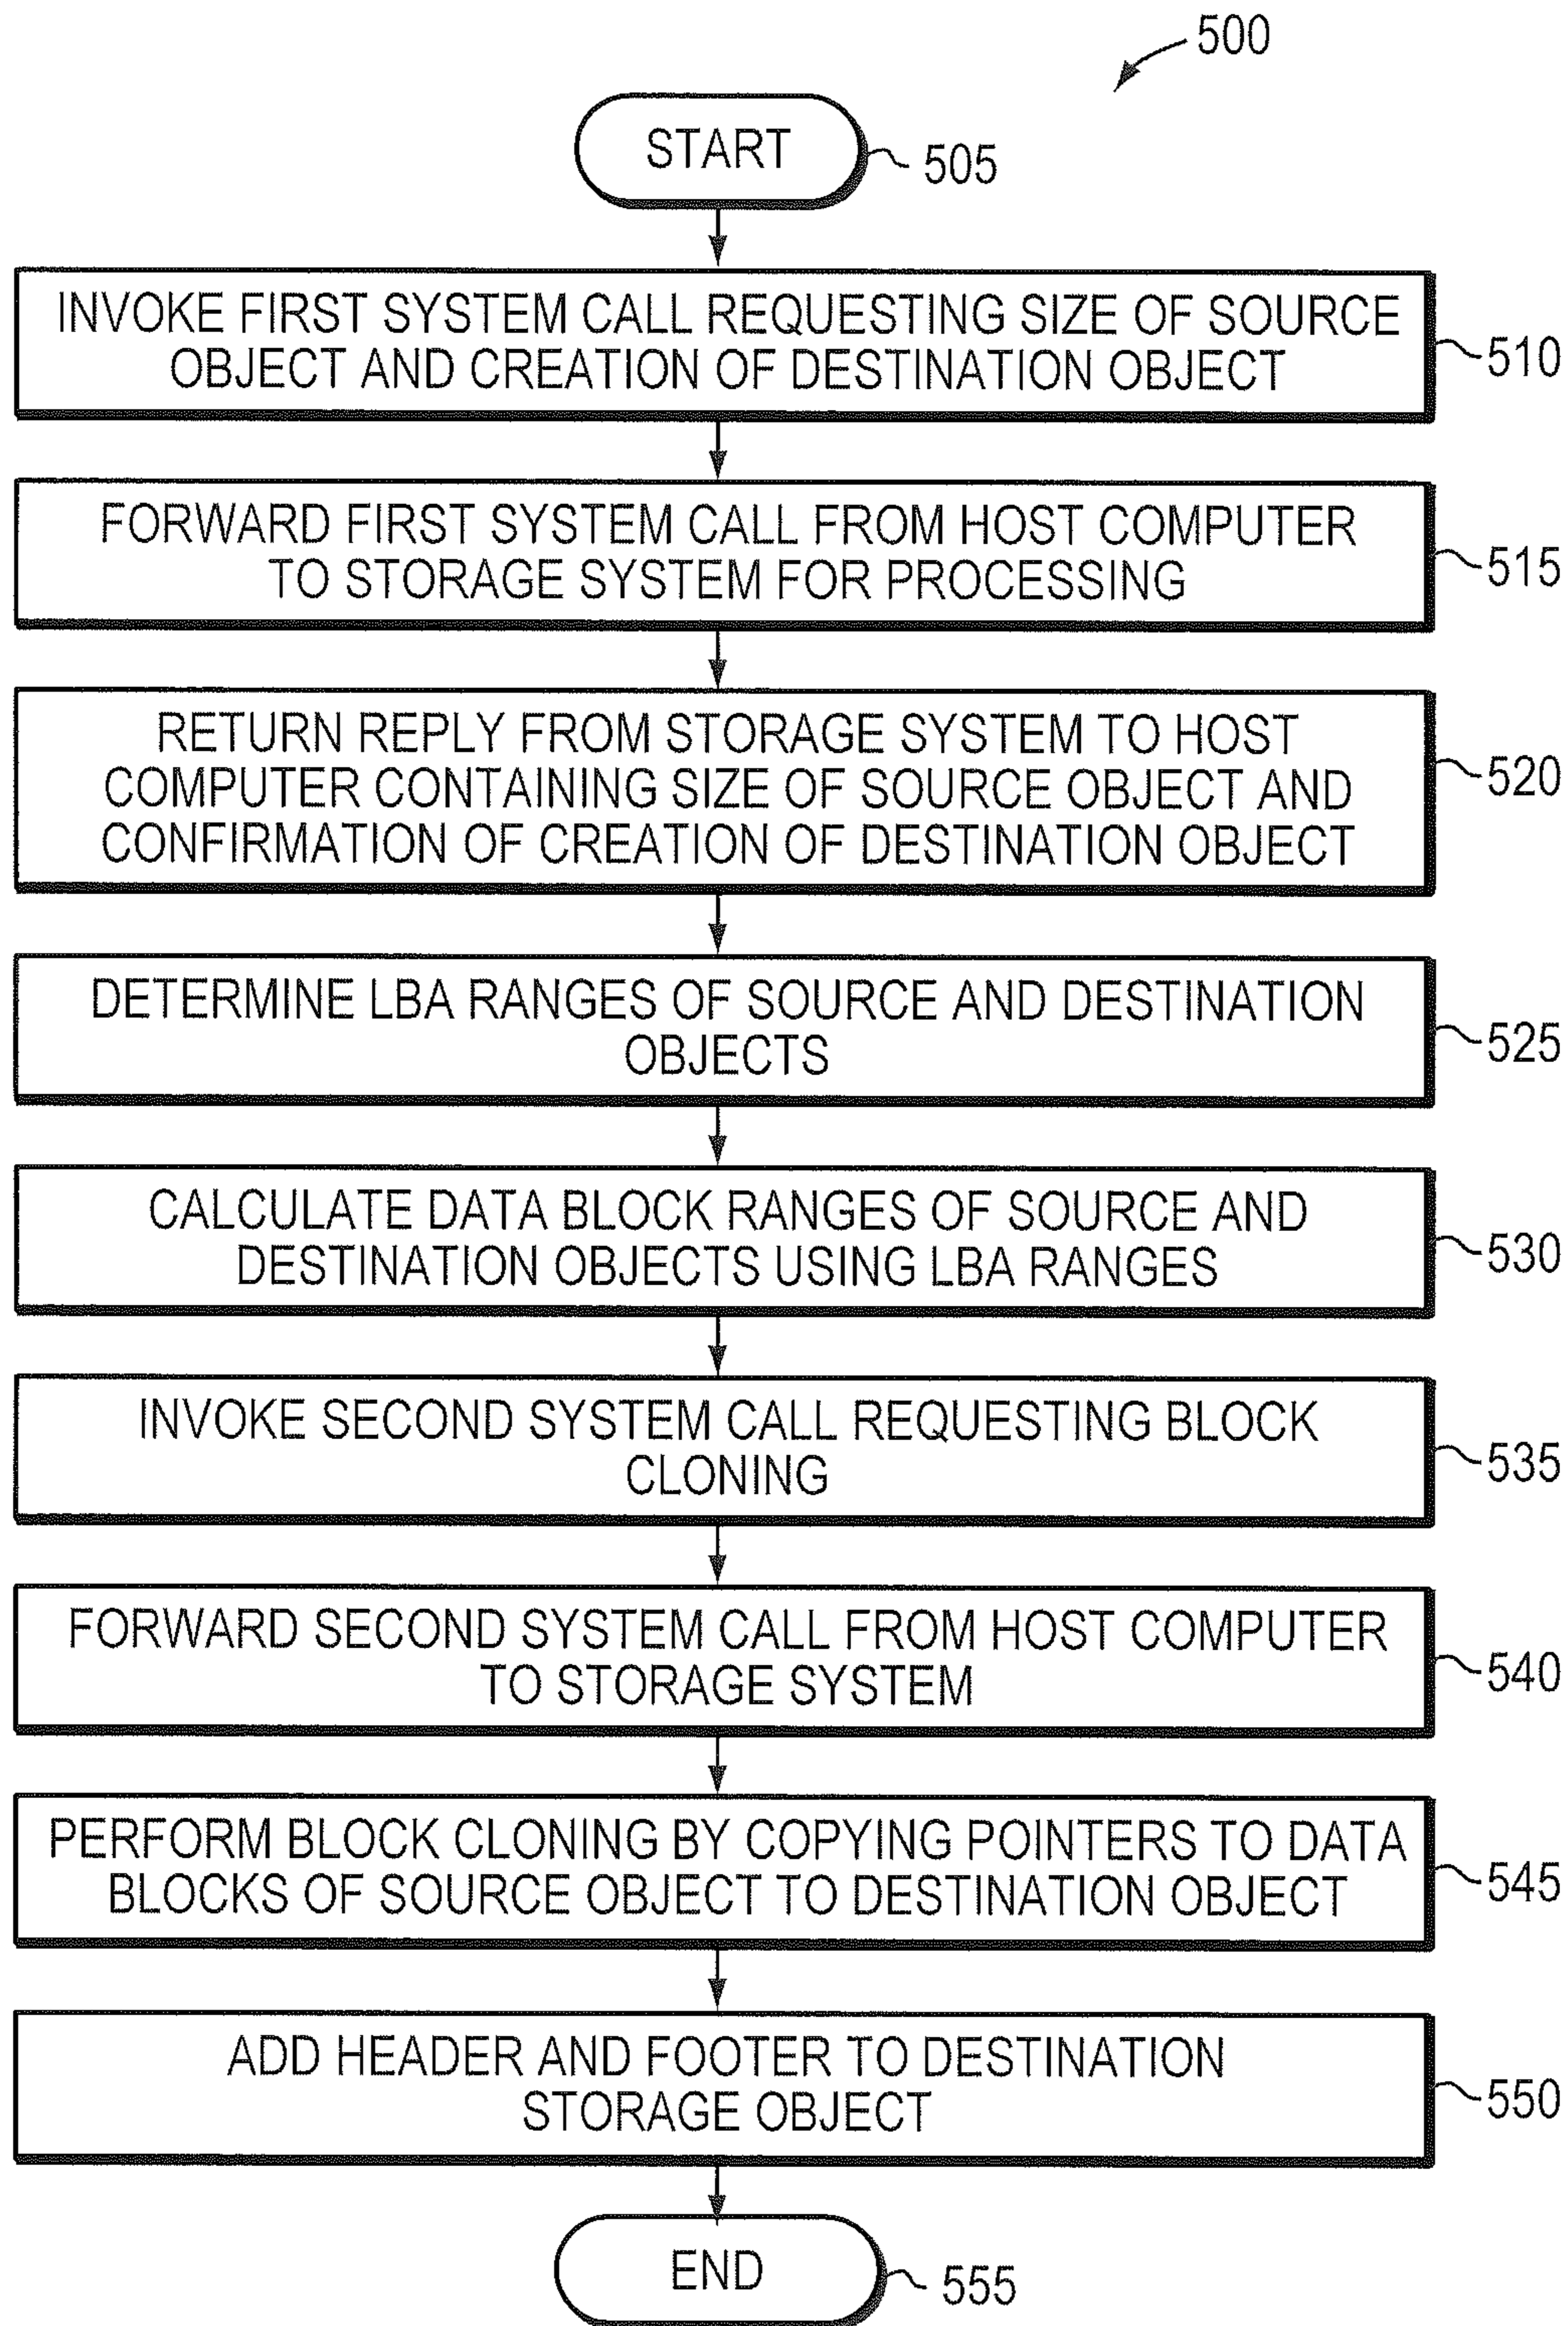 500
START
505
INVOKE FIRST SYSTEM CALL REQUESTING SIZE OF SOURCE
OBJECT AND CREATION OF DESTINATION OBJECT
510
FORWARD FIRST SYSTEM CALL FROM HOST COMPUTER
TO STORAGE SYSTEM FOR PROCESSING
515
RETURN REPLY FROM STORAGE SYSTEM TO HOST
COMPUTER CONTAINING SIZE OF SOURCE OBJECT AND
CONFIRMATION OF CREATION OF DESTINATION OBJECT
520
DETERMINE LBA RANGES OF SOURCE AND DESTINATION
OBJECTS
525
CALCULATE DATA BLOCK RANGES OF SOURCE AND
DESTINATION OBJECTS USING LBA RANGES
530
INVOKE SECOND SYSTEM CALL REQUESTING BLOCK
CLONING
535
FORWARD SECOND SYSTEM CALL FROM HOST COMPUTER
TO STORAGE SYSTEM
540
PERFORM BLOCK CLONING BY COPYING POINTERS TO DATA
BLOCKS OF SOURCE OBJECT TO DESTINATION OBJECT
545
ADD HEADER AND FOOTER TO DESTINATION
STORAGE OBJECT
550
END
555